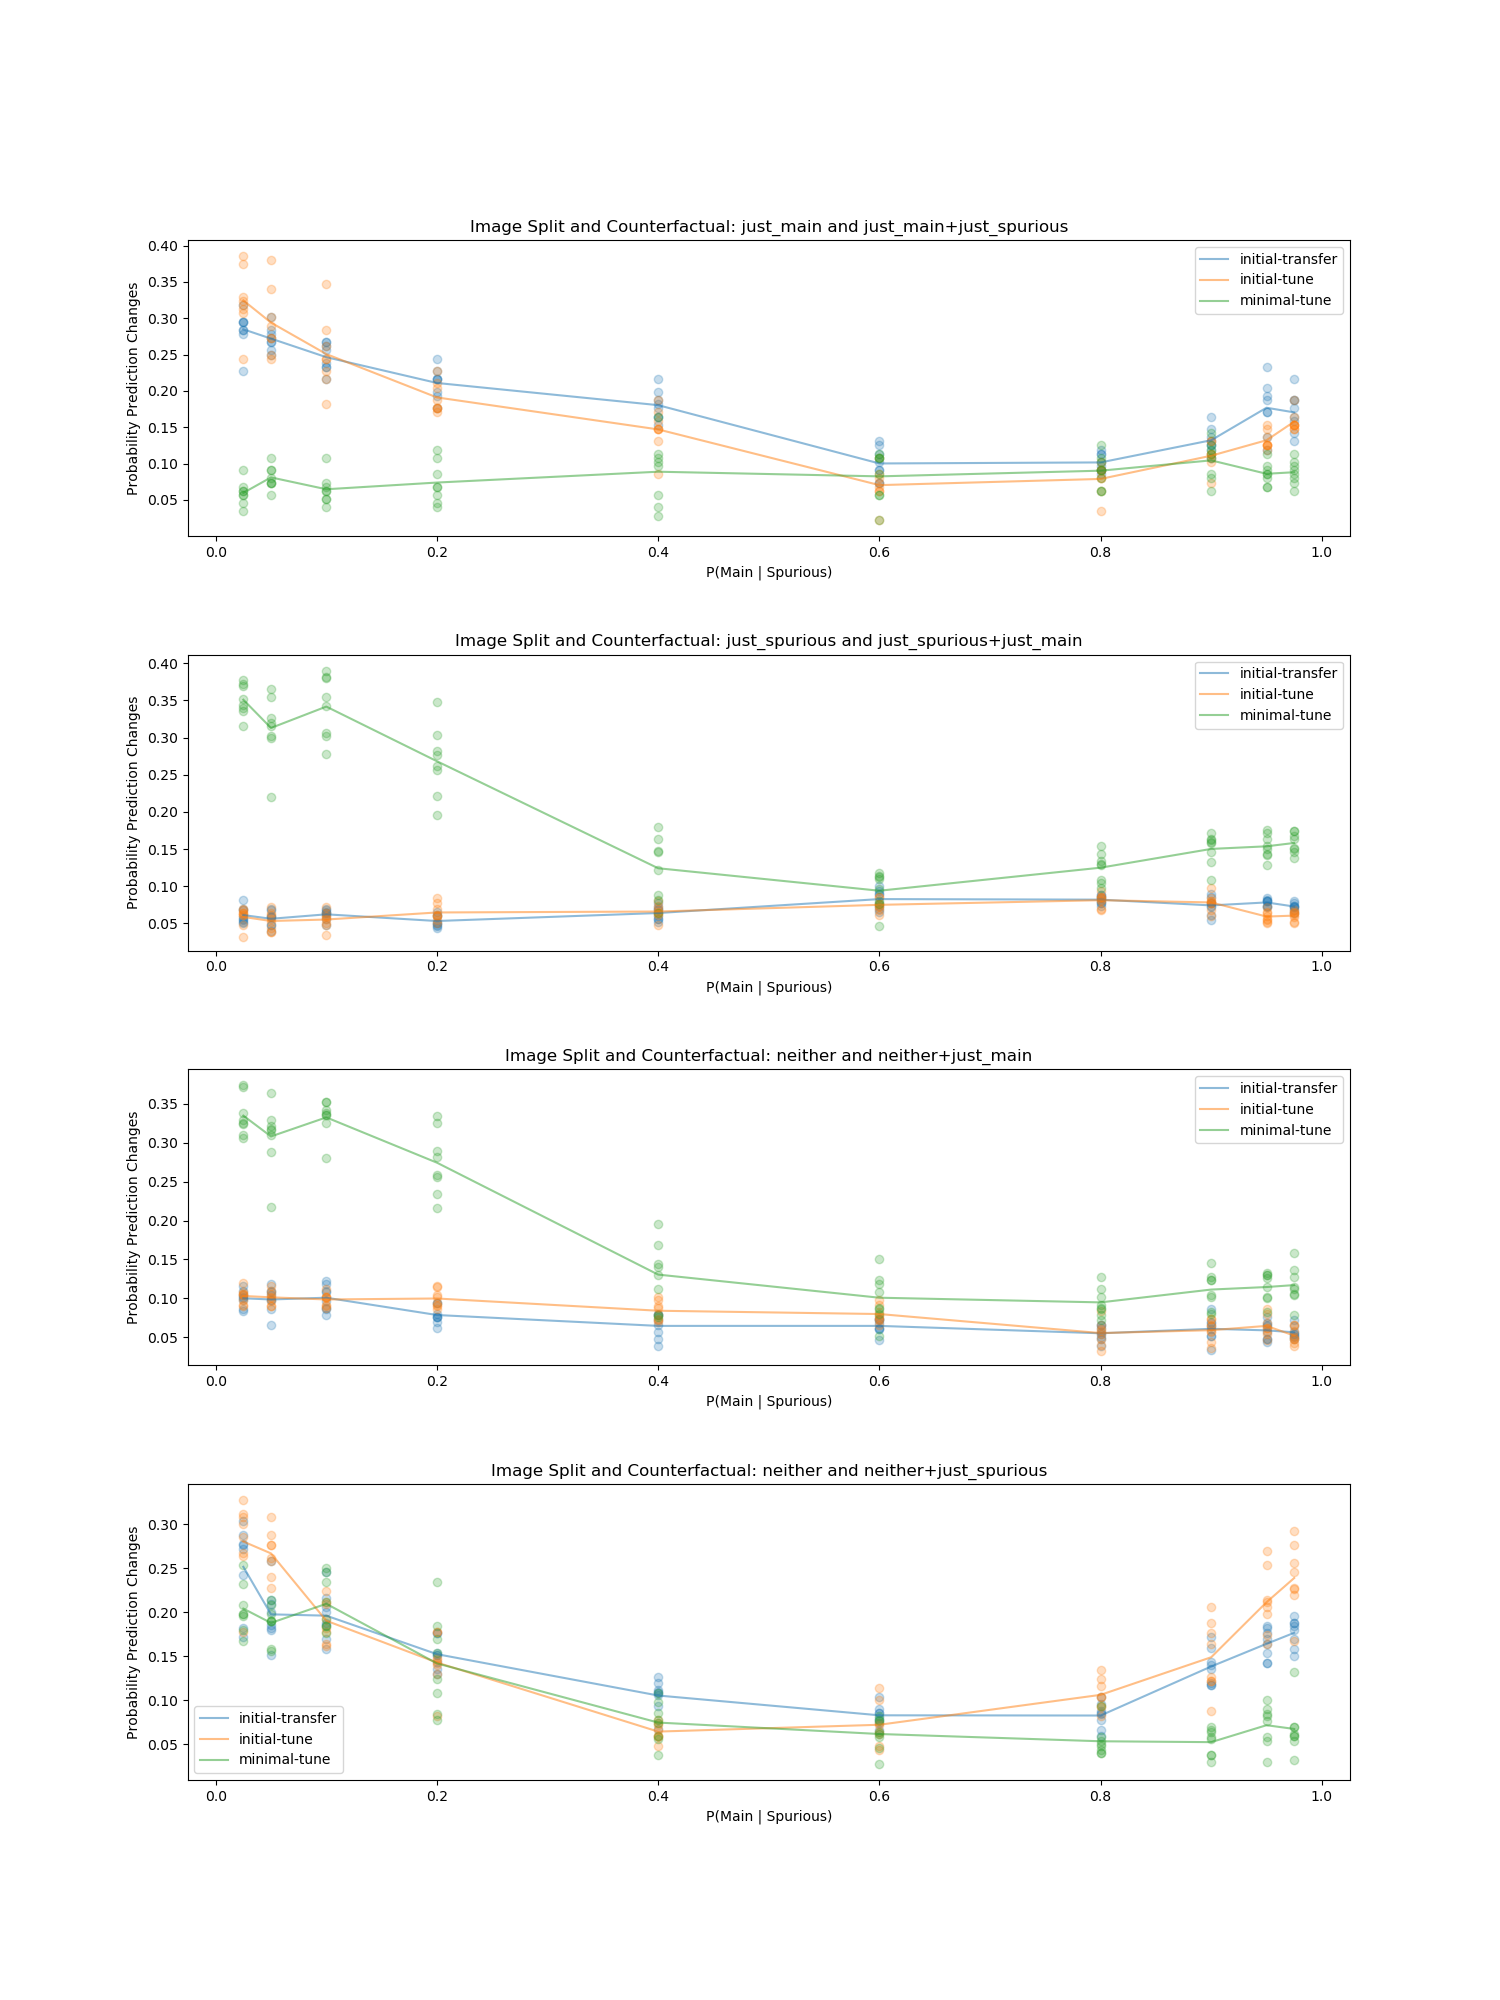 Image Split and Counterfactual: just_main and just_main+just_spurious
0.40
0.35
0.30
0.25
0.20
0.15
0.10
0.05
Probability Prediction Changes
initial-transfer
initial-tune
minimal-tune
0.0 0.2 0.4 0.6 0.8 1.0
P(Main | Spurious)
Image Split and Counterfactual: just_spurious and just_spurious+just_main
0.40
0.35
0.30
0.25
0.20
0.15
0.10
0.05
Probability Prediction Changes
initial-transfer
initial-tune
minimal-tune
0.0 0.2 0.4 0.6 0.8 1.0
P(Main | Spurious)
Image Split and Counterfactual: neither and neither+just_main
0.35
0.30
0.25
0.20
0.15
0.10
0.05
Probability Prediction Changes
initial-transfer
initial-tune
minimal-tune
0.0 0.2 0.4 0.6 0.8 1.0
P(Main | Spurious)
Image Split and Counterfactual: neither and neither+just_spurious
0.30
0.25
0.20
0.15
0.10
0.05
Probability Prediction Changes
initial-transfer
initial-tune
minimal-tune
0.0 0.2 0.4 0.6 0.8 1.0
P(Main | Spurious)